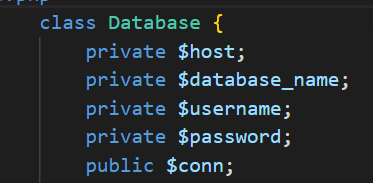 class Database {
    private $host;
    private $database_name;
    private $username;
    private $password;
    public $conn;